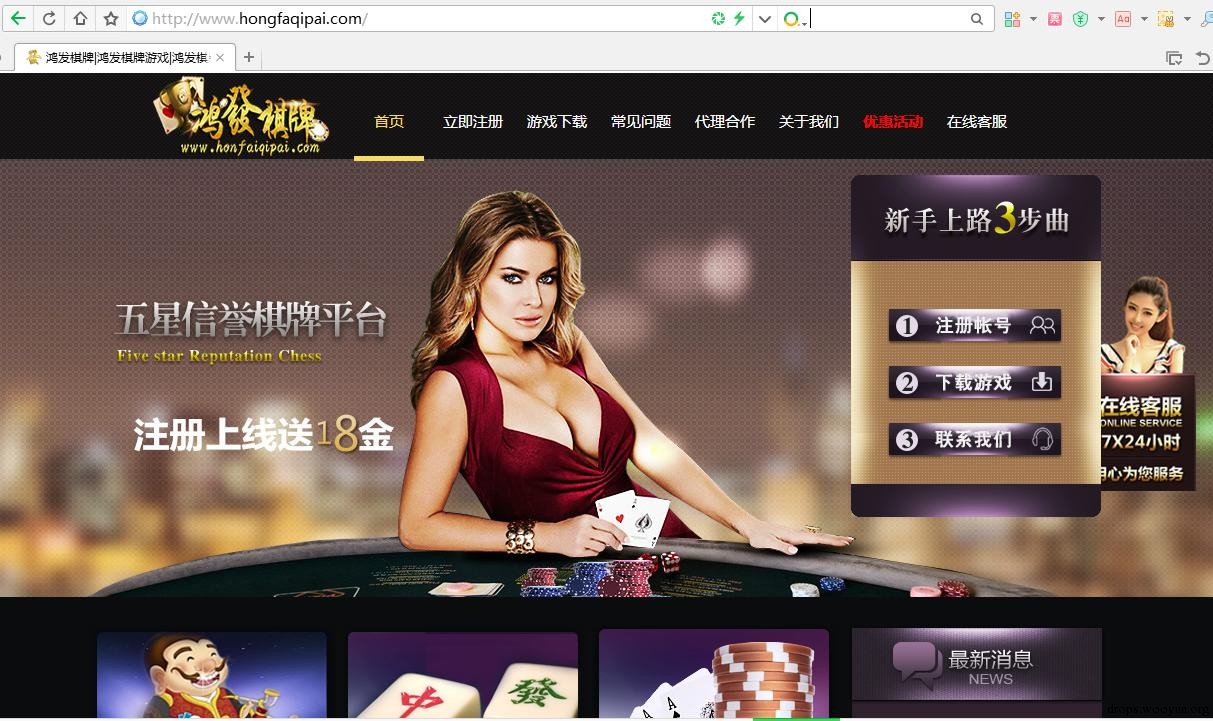 http://www.hongfaqipai.com/
鸿发棋牌|鸿发棋牌游戏|鸿发棋
鸿發棋牌
www.honfaiqipai.com
首页 立即注册 游戏下载 常见问题 代理合作 关于我们 优惠活动 在线客服
新手上路3步曲
五星信誉棋牌平台
Five star Reputation Chess
注册上线送18金
1 注册帐号
2 下载游戏
3 联系我们
在线客服
ONLINE SERVICE
7X24小时
用心为您服务
中
發
A
A
最新消息
NEWS
drops.wooyun.org